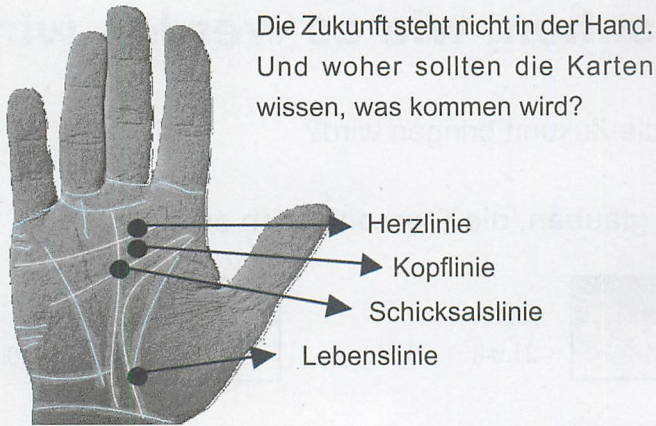 Die Zukunft steht nicht in der Hand.
Und woher sollten die Karten
wissen, was kommen wird?
Herzlinie
Kopflinie
Schicksalslinie
Lebenslinie